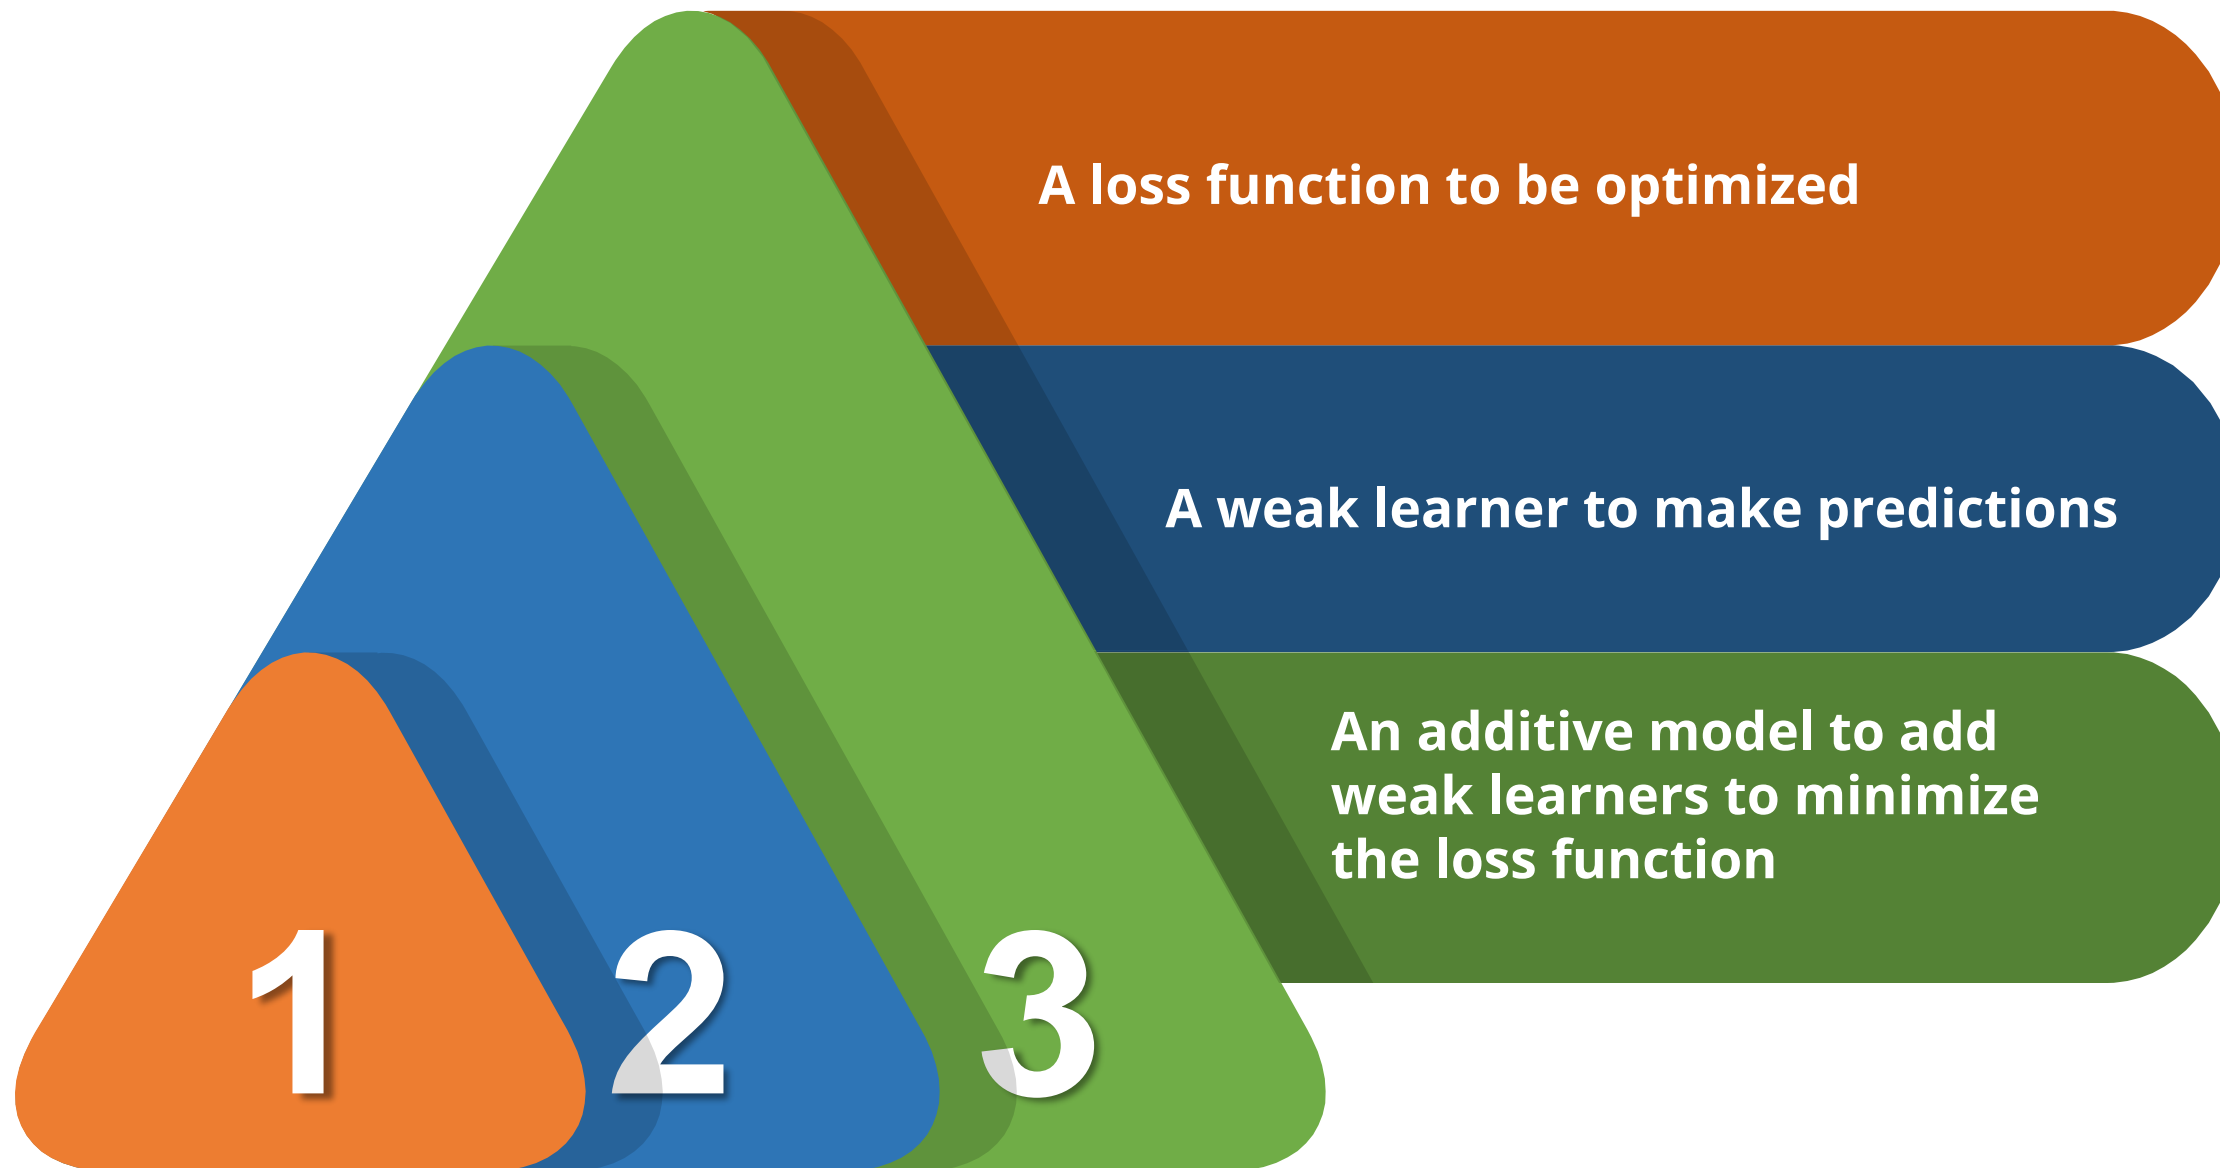 A loss function to be optimized
A weak learner to make predictions
An additive model to add
weak learners to minimize
the loss function
1 2 3